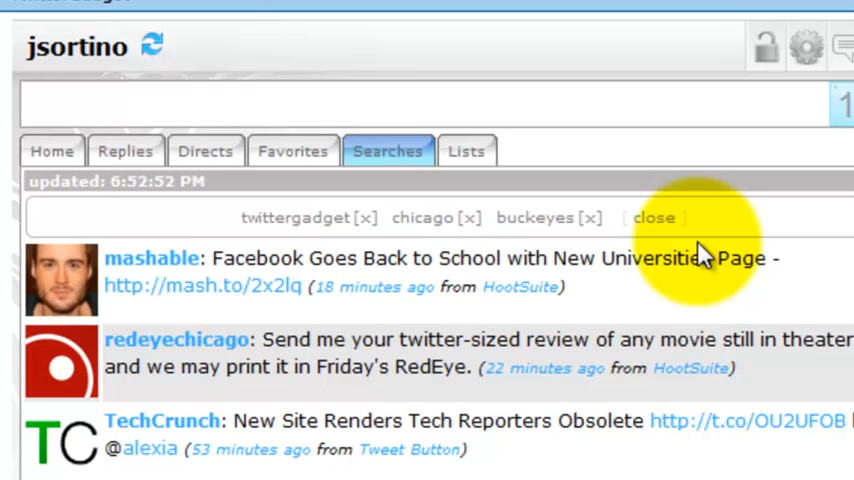 jsortino
1
Home Replies Directs Favorites Searches Lists
updated: 6:52:52 PM
twittergadget [x] chicago [x] buckeyes [x] [ close ]
mashable: Facebook Goes Back to School with New Universities Page -
http://mash.to/2x2lq (18 minutes ago from HootSuite)
redeyechicago: Send me your twitter-sized review of any movie still in theater
and we may print it in Friday's RedEye. (22 minutes ago from HootSuite)
TC TechCrunch: New Site Renders Tech Reporters Obsolete http://t.co/OU2UFOB
@alexia (53 minutes ago from Tweet Button)